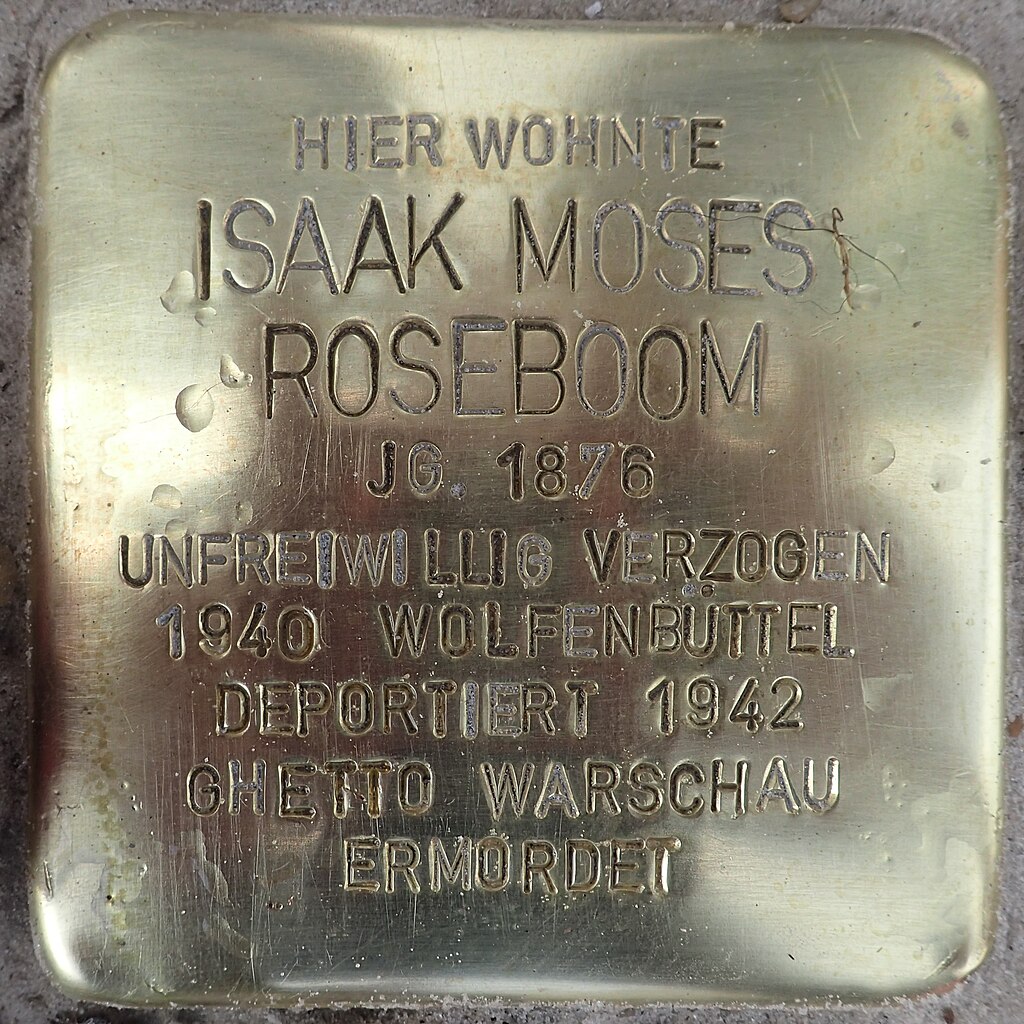 HIER WOHNTE
ISAAK MOSES
ROSEBOOM
JG. 1876
UNFREIWILLIG VERZOGEN
1940 WOLFENBÜTTEL
DEPORTIERT 1942
GHETTO WARSCHAU
ERMORDET